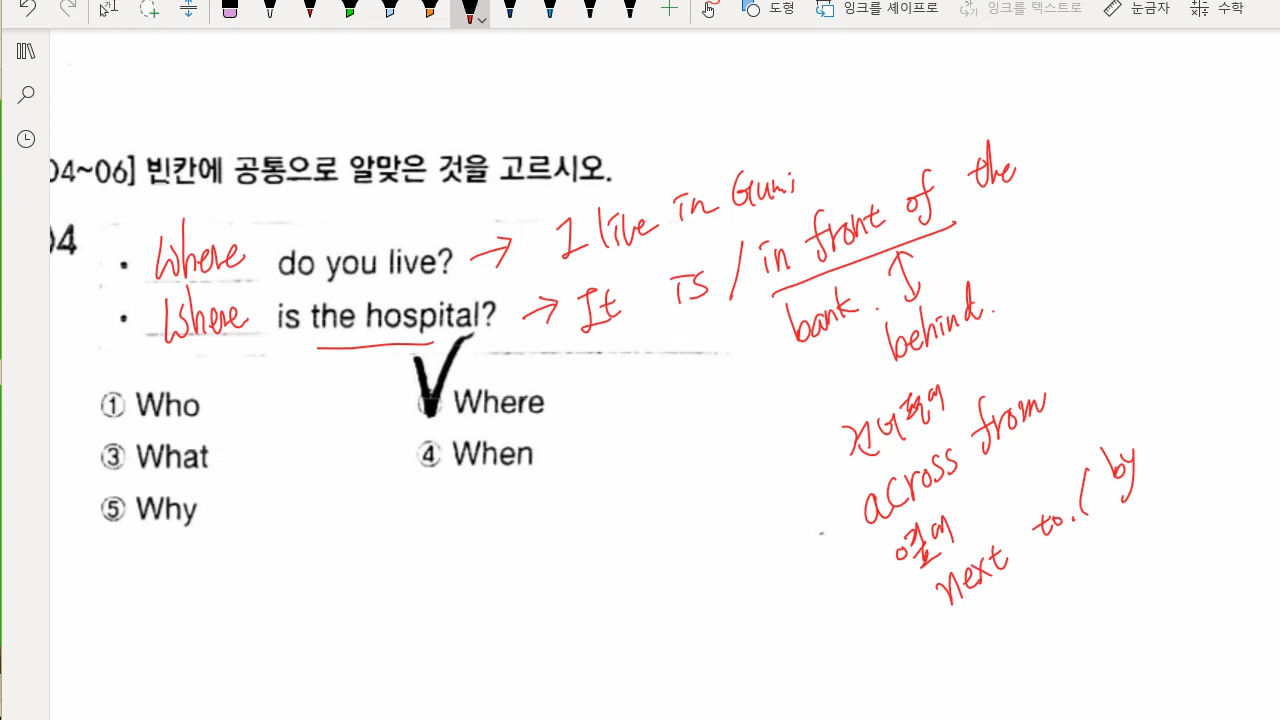 도형
잉크를 셰이프로
잉크를 텍스트로
눈금자
수학
04~06] 빈칸에 공통으로 알맞은 것을 고르시오.
04
• Where do you live? → I live in Gumi
• Where is the hospital? → It is / in front of the
bank. ↕
behind.
① Who
Where
③ What
④ When
⑤ Why
건너편에
across from
옆에
next to. ( by